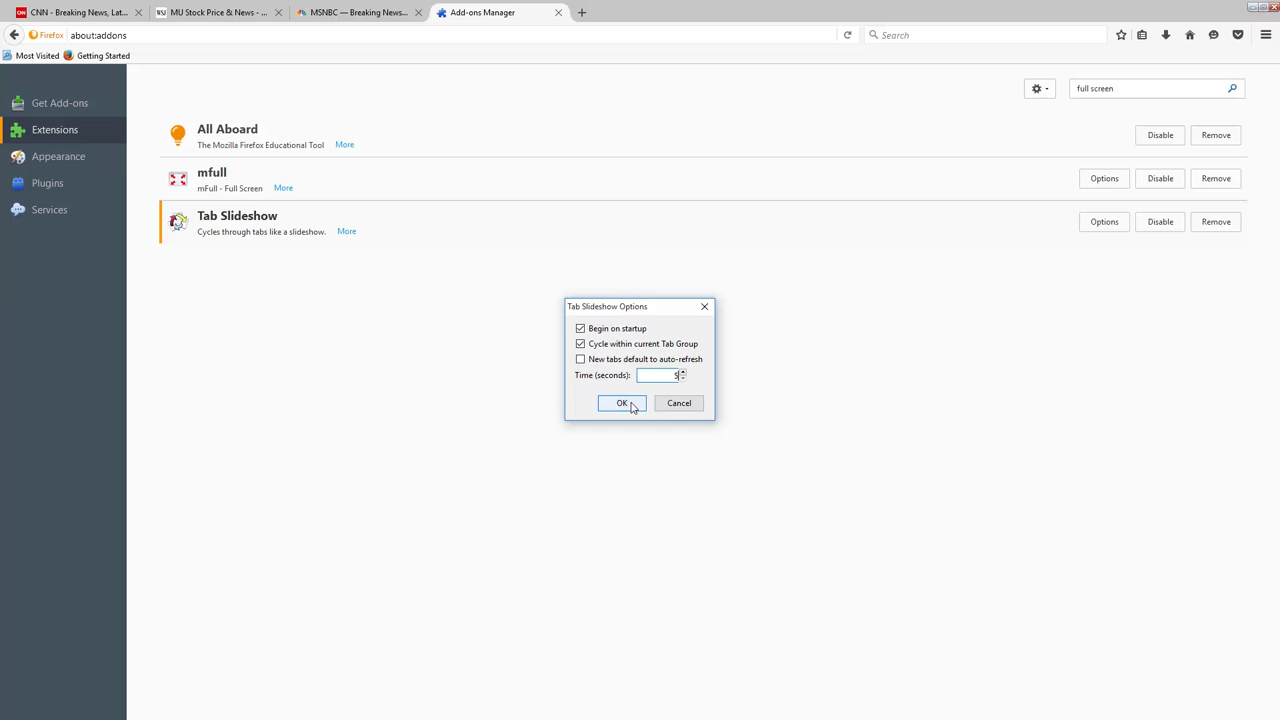 CNN - Breaking News, Lat...
MU Stock Price & News - ...
MSNBC — Breaking News...
Add-ons Manager
Firefox
about:addons
Search
Most Visited
Getting Started
Get Add-ons
Extensions
Appearance
Plugins
Services
full screen
All Aboard
The Mozilla Firefox Educational Tool More
Disable
Remove
mfull
mFull - Full Screen More
Options
Disable
Remove
Tab Slideshow
Cycles through tabs like a slideshow. More
Options
Disable
Remove
Tab Slideshow Options
Begin on startup
Cycle within current Tab Group
New tabs default to auto-refresh
Time (seconds): 5
OK
Cancel